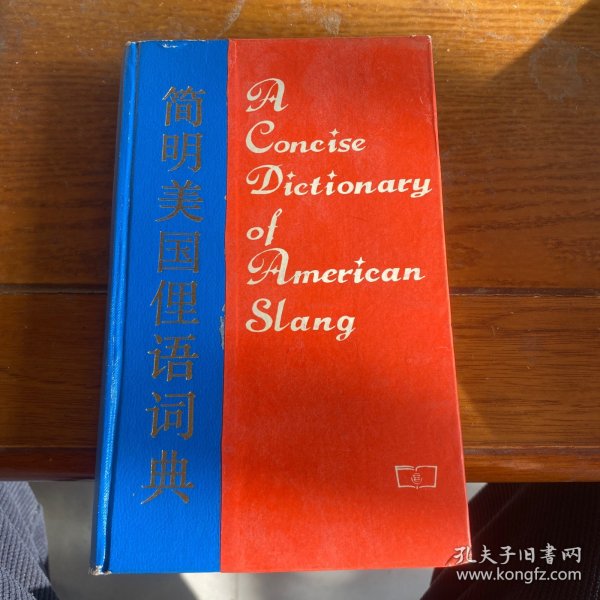 简明美国俚语词典
A
Concise
Dictionary
of
American
Slang
孔夫子旧書网
www.kongfz.com